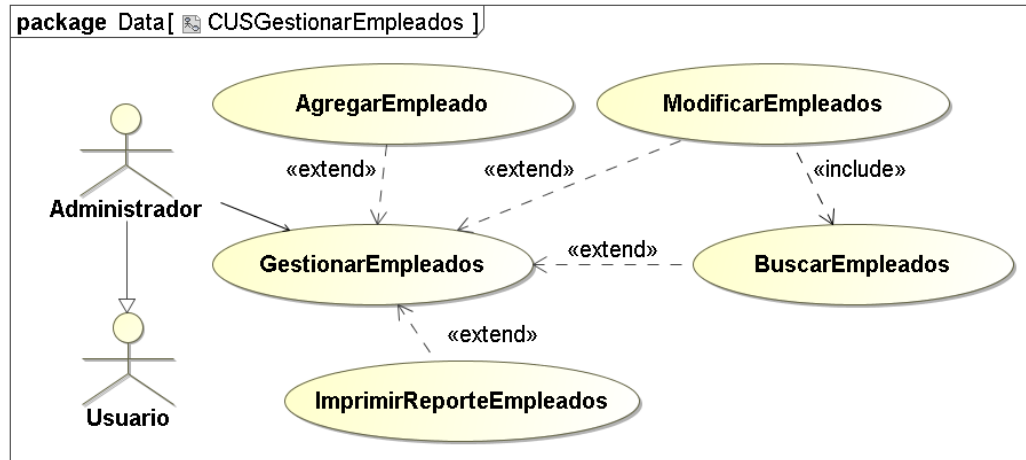 package Data[ CUSGestionarEmpleados ]
AgregarEmpleado
ModificarEmpleados
«extend»
«extend»
«include»
Administrador
GestionarEmpleados
«extend»
BuscarEmpleados
«extend»
ImprimirReporteEmpleados
Usuario